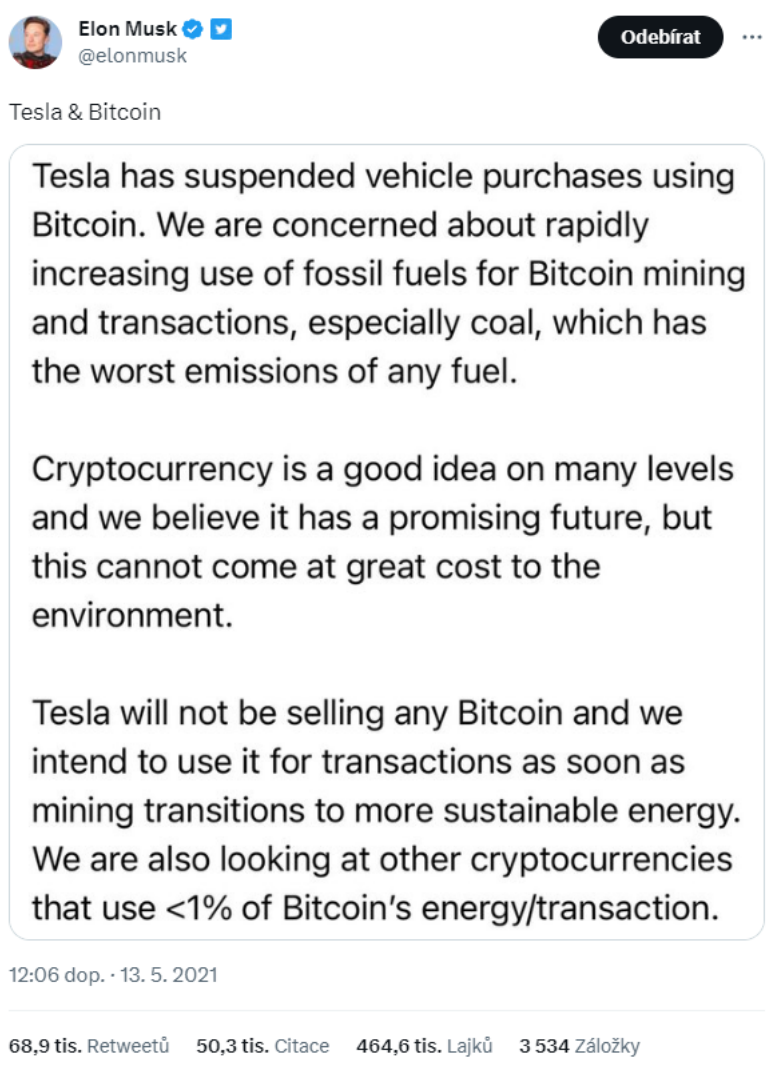 Elon Musk
@elonmusk
Odebírat
Tesla & Bitcoin
Tesla has suspended vehicle purchases using
Bitcoin. We are concerned about rapidly
increasing use of fossil fuels for Bitcoin mining
and transactions, especially coal, which has
the worst emissions of any fuel.
Cryptocurrency is a good idea on many levels
and we believe it has a promising future, but
this cannot come at great cost to the
environment.
Tesla will not be selling any Bitcoin and we
intend to use it for transactions as soon as
mining transitions to more sustainable energy.
We are also looking at other cryptocurrencies
that use <1% of Bitcoin’s energy/transaction.
12:06 dop. · 13. 5. 2021
68,9 tis. Retweetů 50,3 tis. Citace 464,6 tis. Lajků 3 534 Záložky